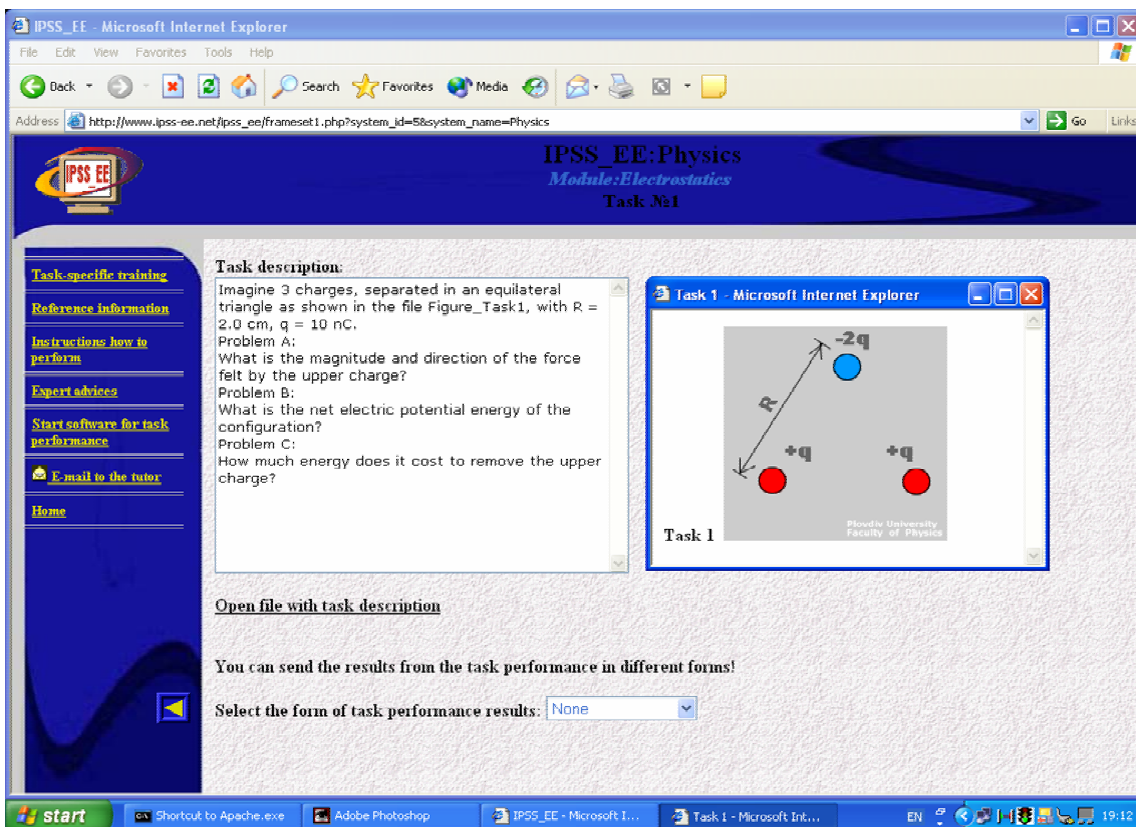 IPSS_EE - Microsoft Internet Explorer
File Edit View Favorites Tools Help
Back Search Favorites Media
Address http://www.ipss-ee.net/ipss_ee/frameset1.php?system_id=5&system_name=Physics Go Links
IPSS EE
IPSS_EE:Physics
Module:Electrostatics
Task №1
Task-specific training
Reference information
Instructions how to
perform
Expert advices
Start software for task
performance
E-mail to the tutor
Home
Task description:
Imagine 3 charges, separated in an equilateral
triangle as shown in the file Figure_Task1, with R =
2.0 cm, q = 10 nC.
Problem A:
What is the magnitude and direction of the force
felt by the upper charge?
Problem B:
What is the net electric potential energy of the
configuration?
Problem C:
How much energy does it cost to remove the upper
charge?
Task 1 - Microsoft Internet Explorer
-2q
R
+q +q
Plovdiv University
Faculty of Physics
Task 1
Open file with task description
You can send the results from the task performance in different forms!
Select the form of task performance results: None
start Shortcut to Apache.exe Adobe Photoshop IPSS_EE - Microsoft I... Task 1 - Microsoft Int... EN 19:12